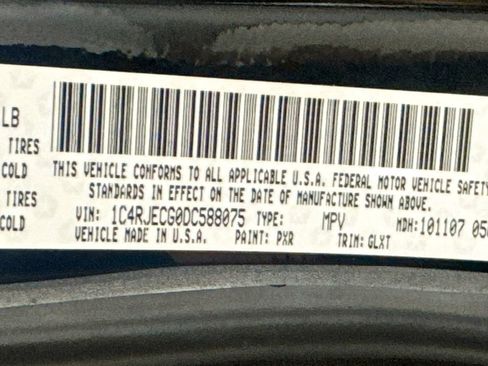 LB
TIRES
COLD
THIS VEHICLE CONFORMS TO ALL APPLICABLE U.S.A. FEDERAL MOTOR VEHICLE SAFETY
STANDARDS IN EFFECT ON THE DATE OF MANUFACTURE SHOWN ABOVE.
TIRES
COLD
VIN: 1C4RJECG0DC588075 TYPE: MPV MDH:101107 05
VEHICLE MADE IN U.S.A. PAINT: PXR TRIM: GLXT